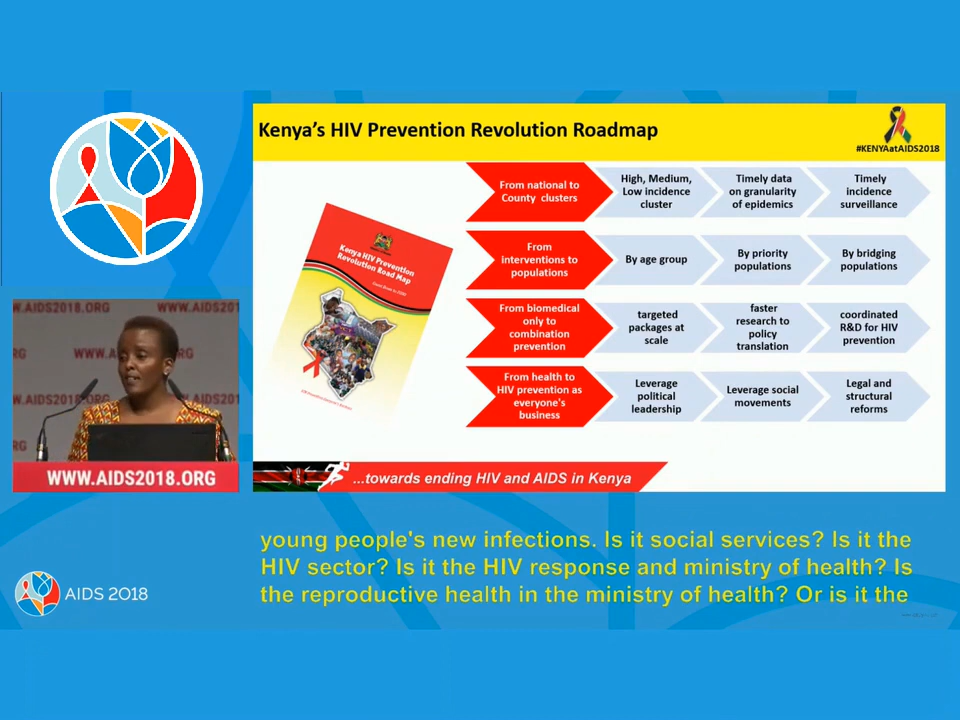 Kenya's HIV Prevention Revolution Roadmap
#KENYAatAIDS2018
From national to
County clusters
High, Medium,
Low incidence
cluster
Timely data
on granularity
of epidemics
Timely
incidence
surveillance
From
interventions to
populations
By age group
By priority
populations
By bridging
populations
From biomedical
only to
combination
prevention
targeted
packages at
scale
faster
research to
policy
translation
coordinated
R&D for HIV
prevention
From health to
HIV prevention as
everyone's
business
Leverage
political
leadership
Leverage social
movements
Legal and
structural
reforms
Kenya HIV Prevention
Revolution Road Map
...towards ending HIV and AIDS in Kenya
W.AIDS2018.ORG
WWW.AIDS2018.ORG
WWW.AIDS2018.ORG
young people's new infections. Is it social services? Is it the
HIV sector? Is it the HIV response and ministry of health? Is
the reproductive health in the ministry of health? Or is it the
AIDS 2018